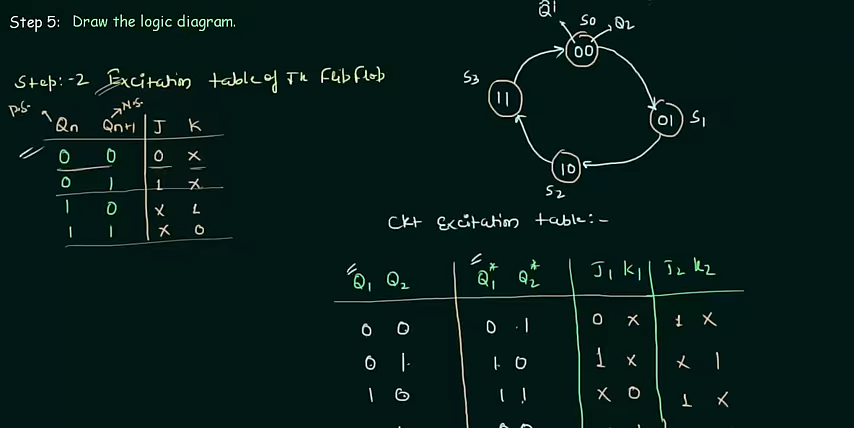 Step 5: Draw the logic diagram.
Step:-2 Excitation table of JK FlipFlop
P.S. N.S.
Qn Qn+1 J K
0 0 0 x
0 1 1 x
1 0 x 1
1 1 x 0
Q1 S0 Q2
00
S3
11
01 S1
10
S2
Ckt Excitation table:-
Q1 Q2 Q1* Q2* J1 K1 J2 K2
0 0 0 1 0 x 1 x
0 1 1 0 1 x x 1
1 0 1 1 x 0 1 x